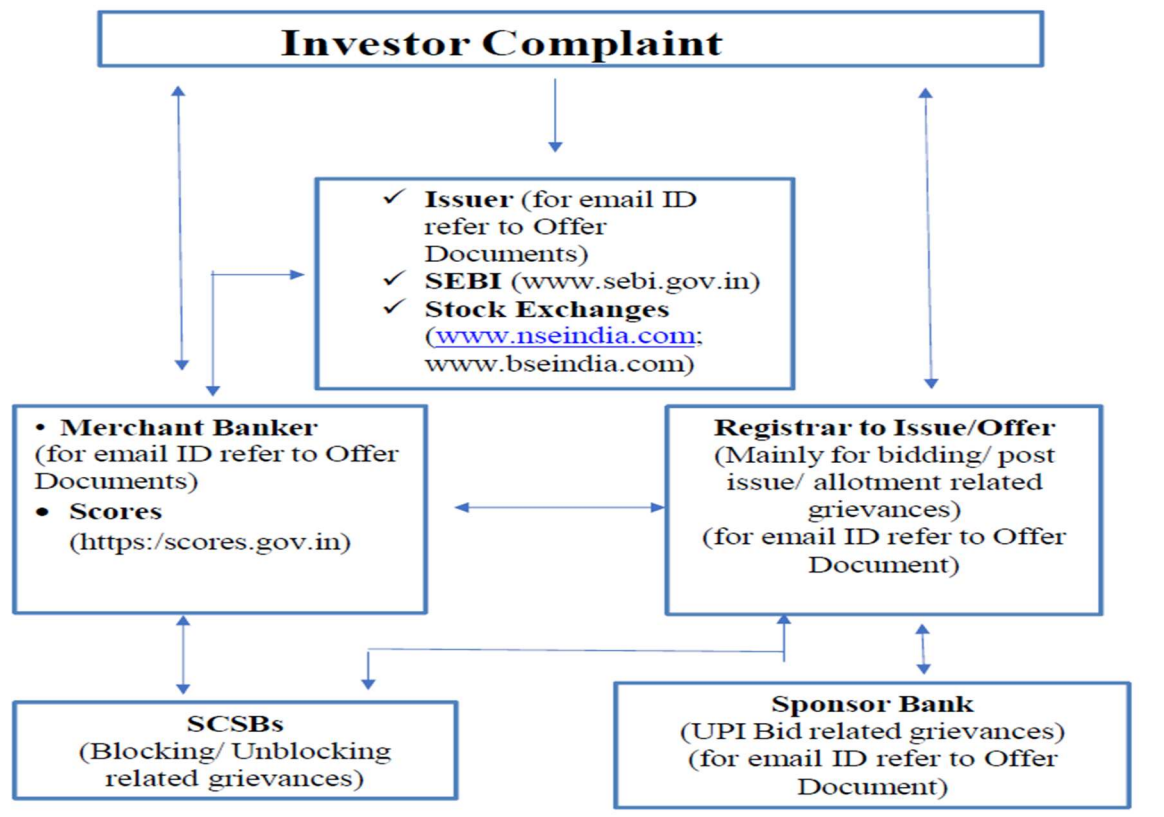 Investor Complaint
✓ Issuer (for email ID
refer to Offer
Documents)
✓ SEBI (www.sebi.gov.in)
✓ Stock Exchanges
(www.nseindia.com;
www.bseindia.com)
• Merchant Banker
(for email ID refer to Offer
Documents)
• Scores
(https:/scores.gov.in)
Registrar to Issue/Offer
(Mainly for bidding/ post
issue/ allotment related
grievances)
(for email ID refer to Offer
Document)
SCSBs
(Blocking/ Unblocking
related grievances)
Sponsor Bank
(UPI Bid related grievances)
(for email ID refer to Offer
Document)